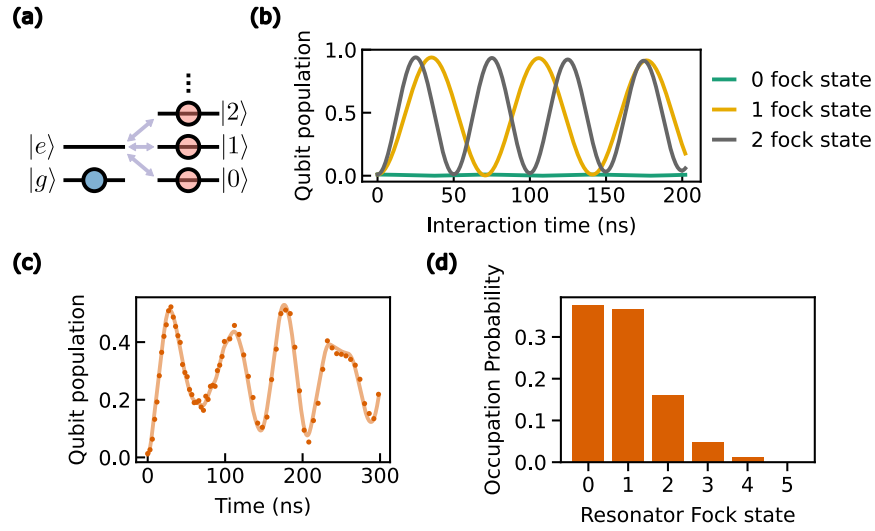 (a)
|e⟩
|g⟩
|2⟩
|1⟩
|0⟩
(b)
Qubit population
1.0
0.5
0.0
0 50 100 150 200
Interaction time (ns)
0 fock state
1 fock state
2 fock state
(c)
Qubit population
0.4
0.2
0.0
0 100 200 300
Time (ns)
(d)
Occupation Probability
0.3
0.2
0.1
0.0
0 1 2 3 4 5
Resonator Fock state